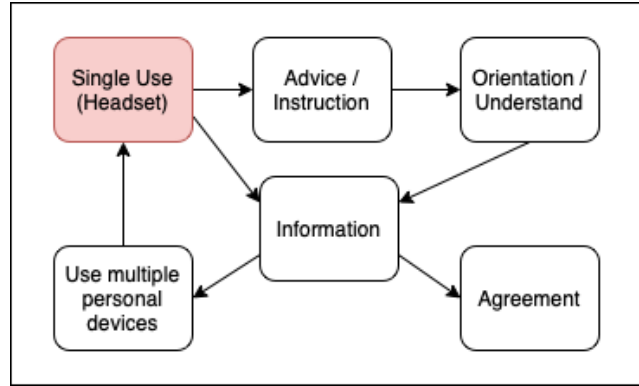 Single Use
(Headset)
Advice /
Instruction
Orientation /
Understand
Information
Use multiple
personal
devices
Agreement